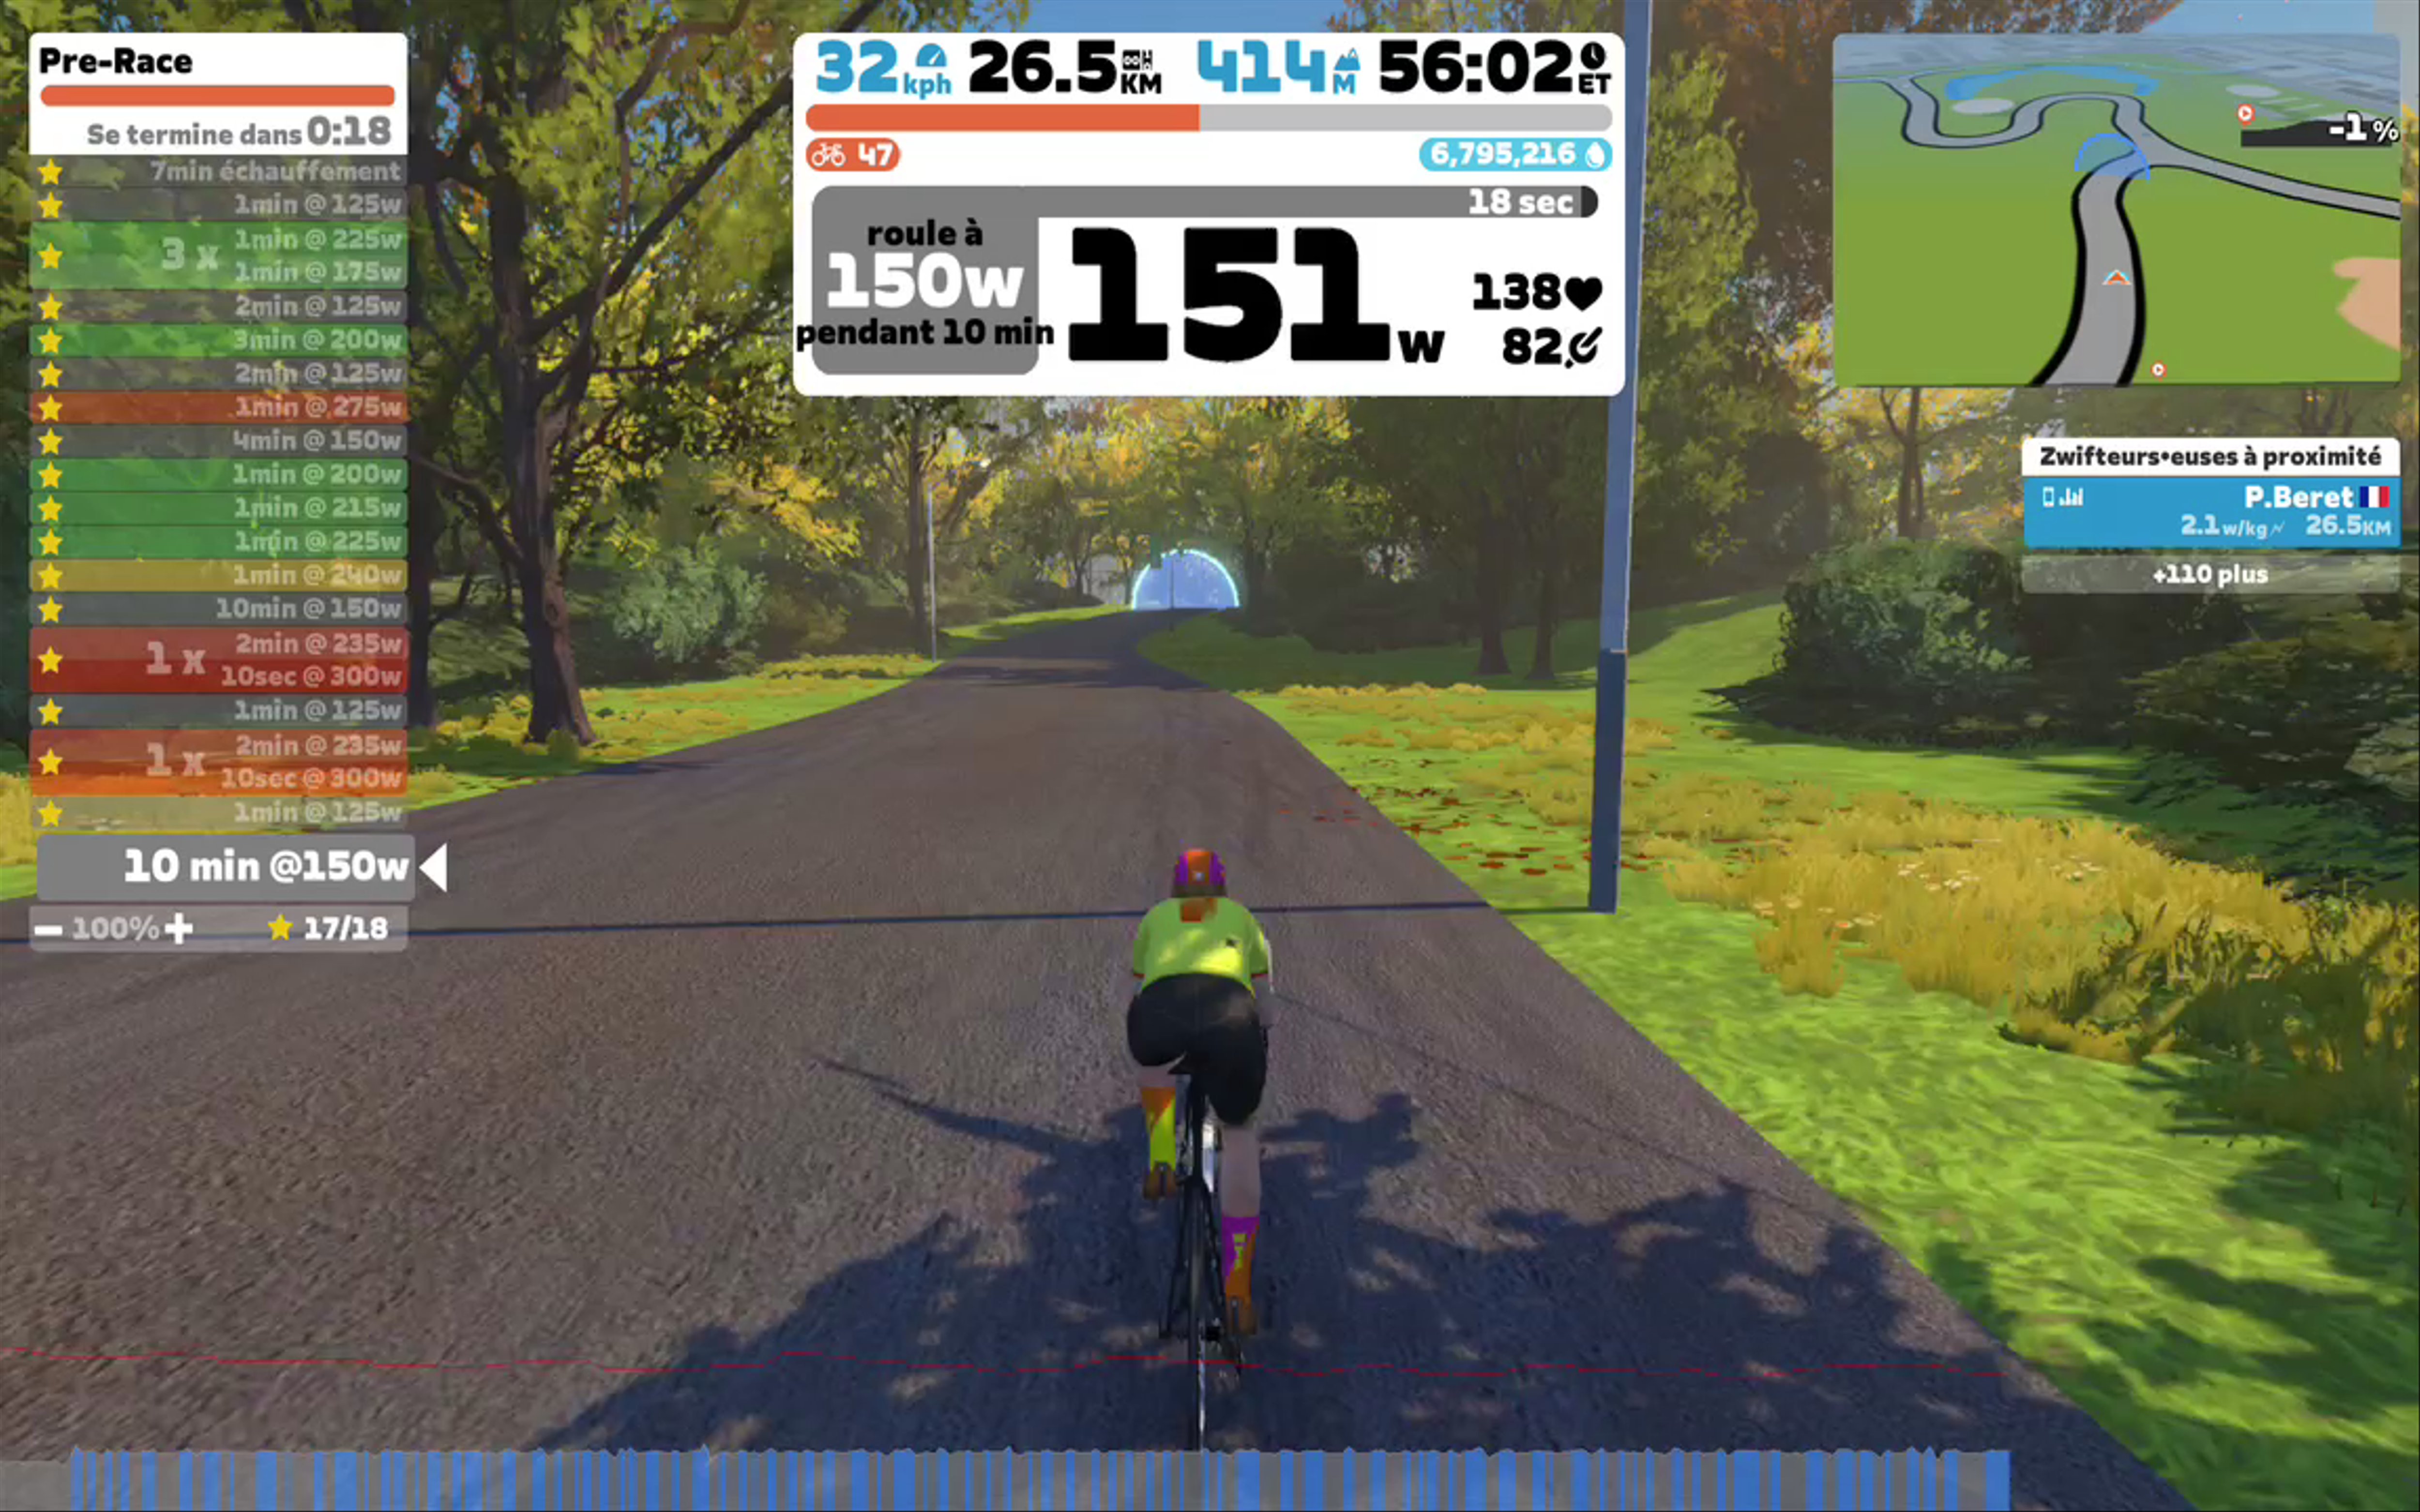 Pre-Race
Se termine dans 0:18
7min échauffement
1min @ 125w
3 x
1min @ 225w
1min @ 175w
2min @ 125w
3min @ 200w
2min @ 125w
1min @ 275w
4min @ 150w
1min @ 200w
1min @ 215w
1min @ 225w
1min @ 240w
10min @ 150w
1 x
2min @ 235w
10sec @ 300w
1min @ 125w
1 x
2min @ 235w
10sec @ 300w
1min @ 125w
10 min @150w
− 100% + 17/18
32 kph 26.5 KM 414 M 56:02 ET
47
6,795,216
18 sec
roule à
150w
pendant 10 min
151w
138
82
-1 %
Zwifteurs•euses à proximité
P.Beret
2.1 w/kg 26.5KM
+110 plus